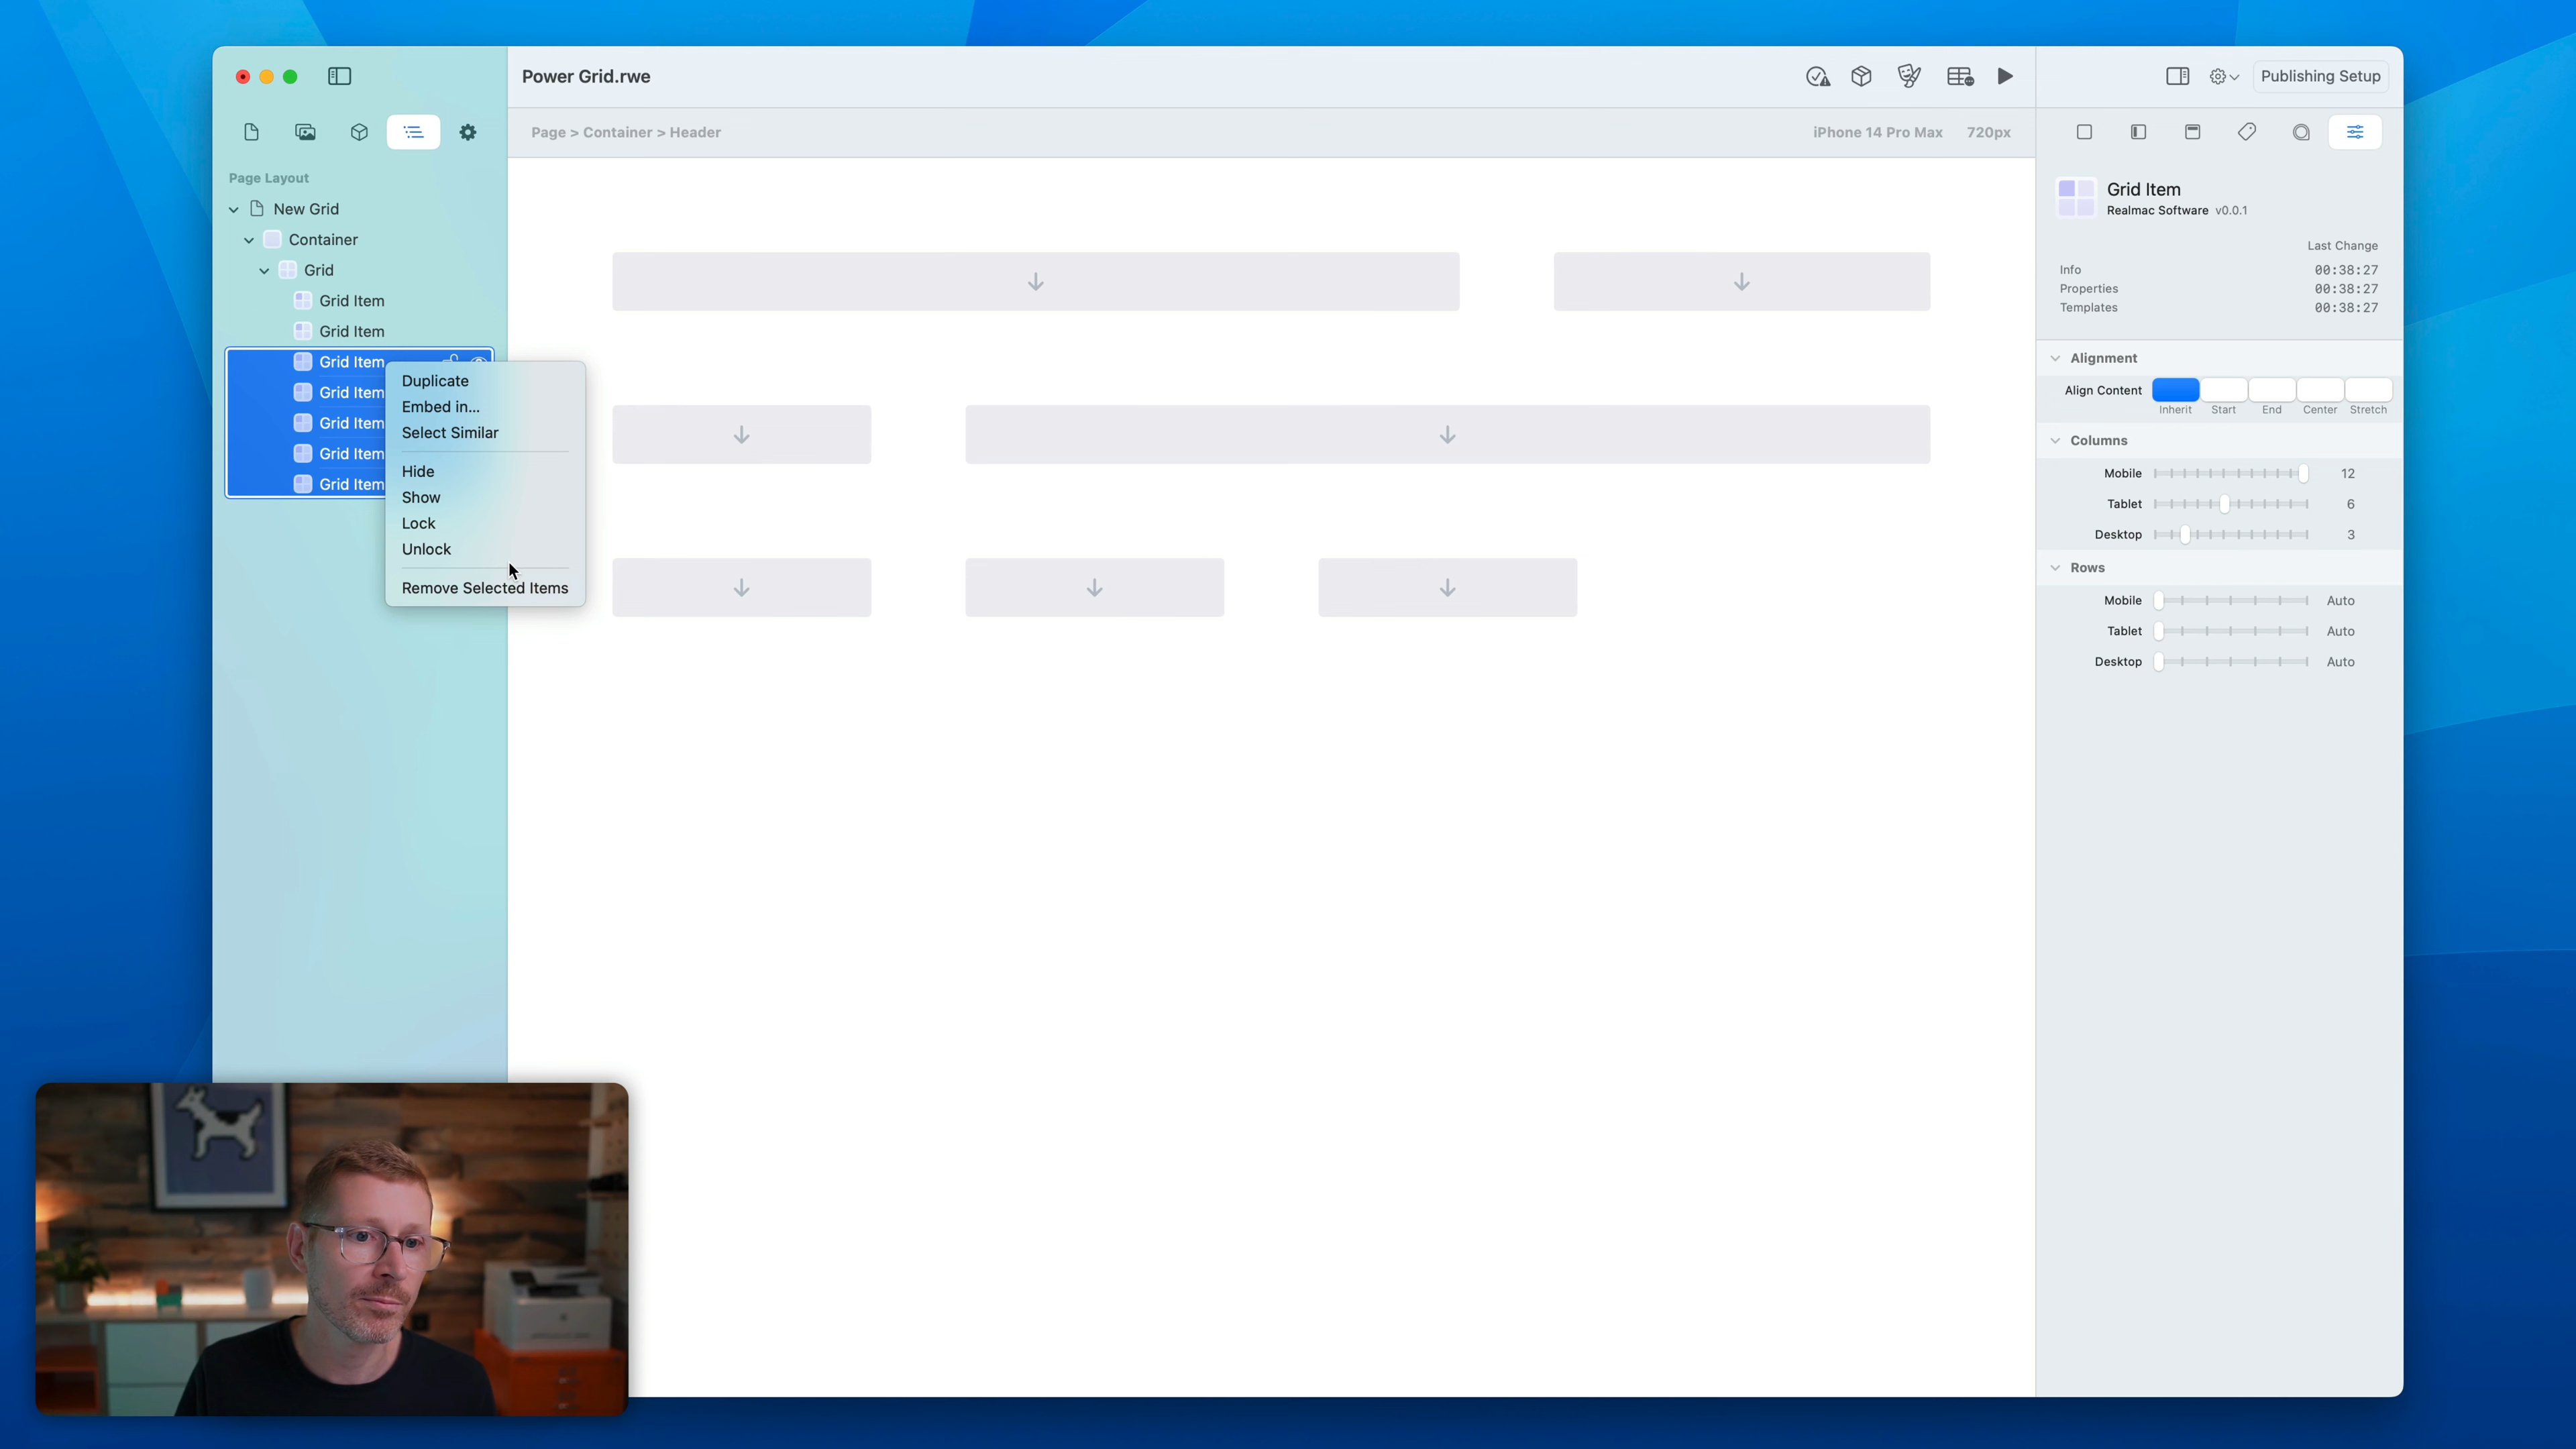 Power Grid.rwe
Publishing Setup
Page > Container > Header
iPhone 14 Pro Max 720px
Page Layout
New Grid
Container
Grid
Grid Item
Grid Item
Grid Item
Grid Item
Grid Item
Grid Item
Grid Item
Duplicate
Embed in...
Select Similar
Hide
Show
Lock
Unlock
Remove Selected Items
Grid Item
Realmac Software v0.0.1
Last Change
Info 00:38:27
Properties 00:38:27
Templates 00:38:27
Alignment
Align Content
Inherit Start End Center Stretch
Columns
Mobile 12
Tablet 6
Desktop 3
Rows
Mobile Auto
Tablet Auto
Desktop Auto